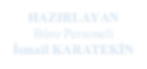 HAZIRLAYAN
Büro Personeli
İsmail KARATEKİN